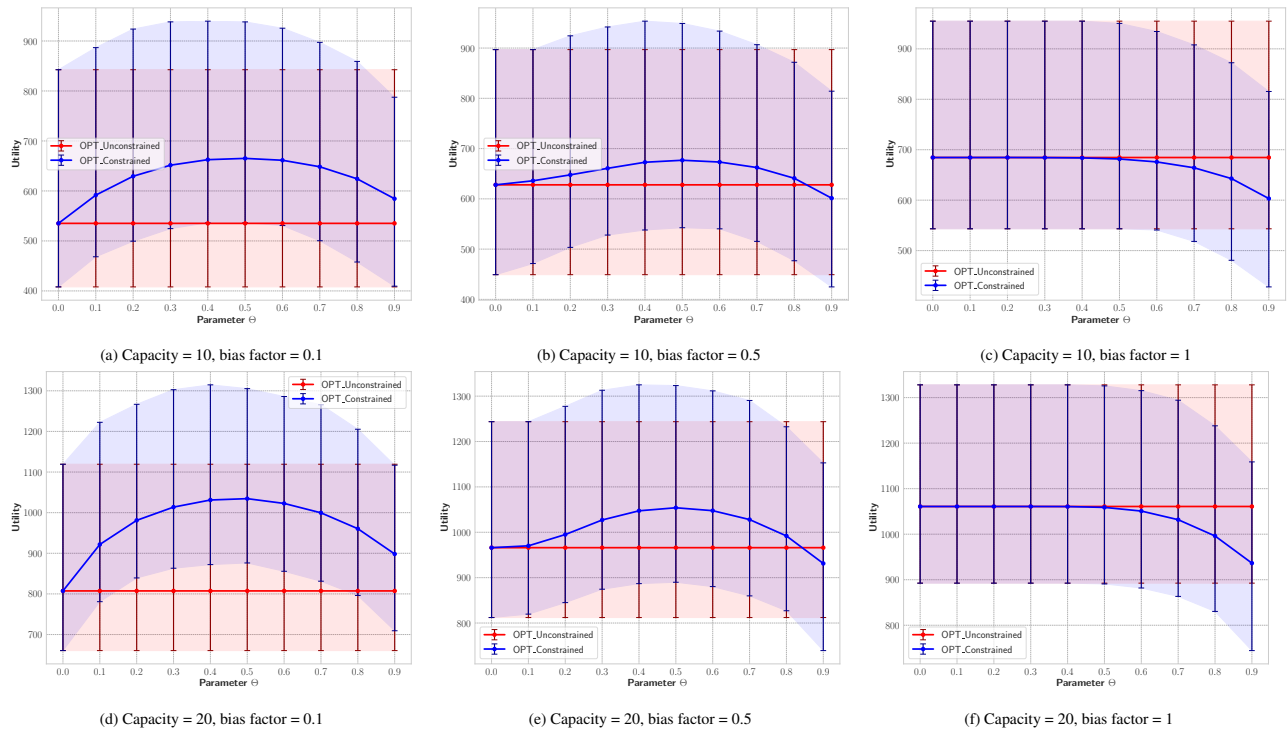 900
800
700
600
500
400
Utility
OPT_Unconstrained
OPT_Constrained
0.0 0.1 0.2 0.3 0.4 0.5 0.6 0.7 0.8 0.9
Parameter Θ
(a) Capacity = 10, bias factor = 0.1
900
800
700
600
500
400
Utility
OPT_Unconstrained
OPT_Constrained
0.0 0.1 0.2 0.3 0.4 0.5 0.6 0.7 0.8 0.9
Parameter Θ
(b) Capacity = 10, bias factor = 0.5
900
800
700
600
500
Utility
OPT_Unconstrained
OPT_Constrained
0.0 0.1 0.2 0.3 0.4 0.5 0.6 0.7 0.8 0.9
Parameter Θ
(c) Capacity = 10, bias factor = 1
1300
1200
1100
1000
900
800
700
Utility
OPT_Unconstrained
OPT_Constrained
0.0 0.1 0.2 0.3 0.4 0.5 0.6 0.7 0.8 0.9
Parameter Θ
(d) Capacity = 20, bias factor = 0.1
1300
1200
1100
1000
900
800
Utility
OPT_Unconstrained
OPT_Constrained
0.0 0.1 0.2 0.3 0.4 0.5 0.6 0.7 0.8 0.9
Parameter Θ
(e) Capacity = 20, bias factor = 0.5
1300
1200
1100
1000
900
800
Utility
OPT_Unconstrained
OPT_Constrained
0.0 0.1 0.2 0.3 0.4 0.5 0.6 0.7 0.8 0.9
Parameter Θ
(f) Capacity = 20, bias factor = 1